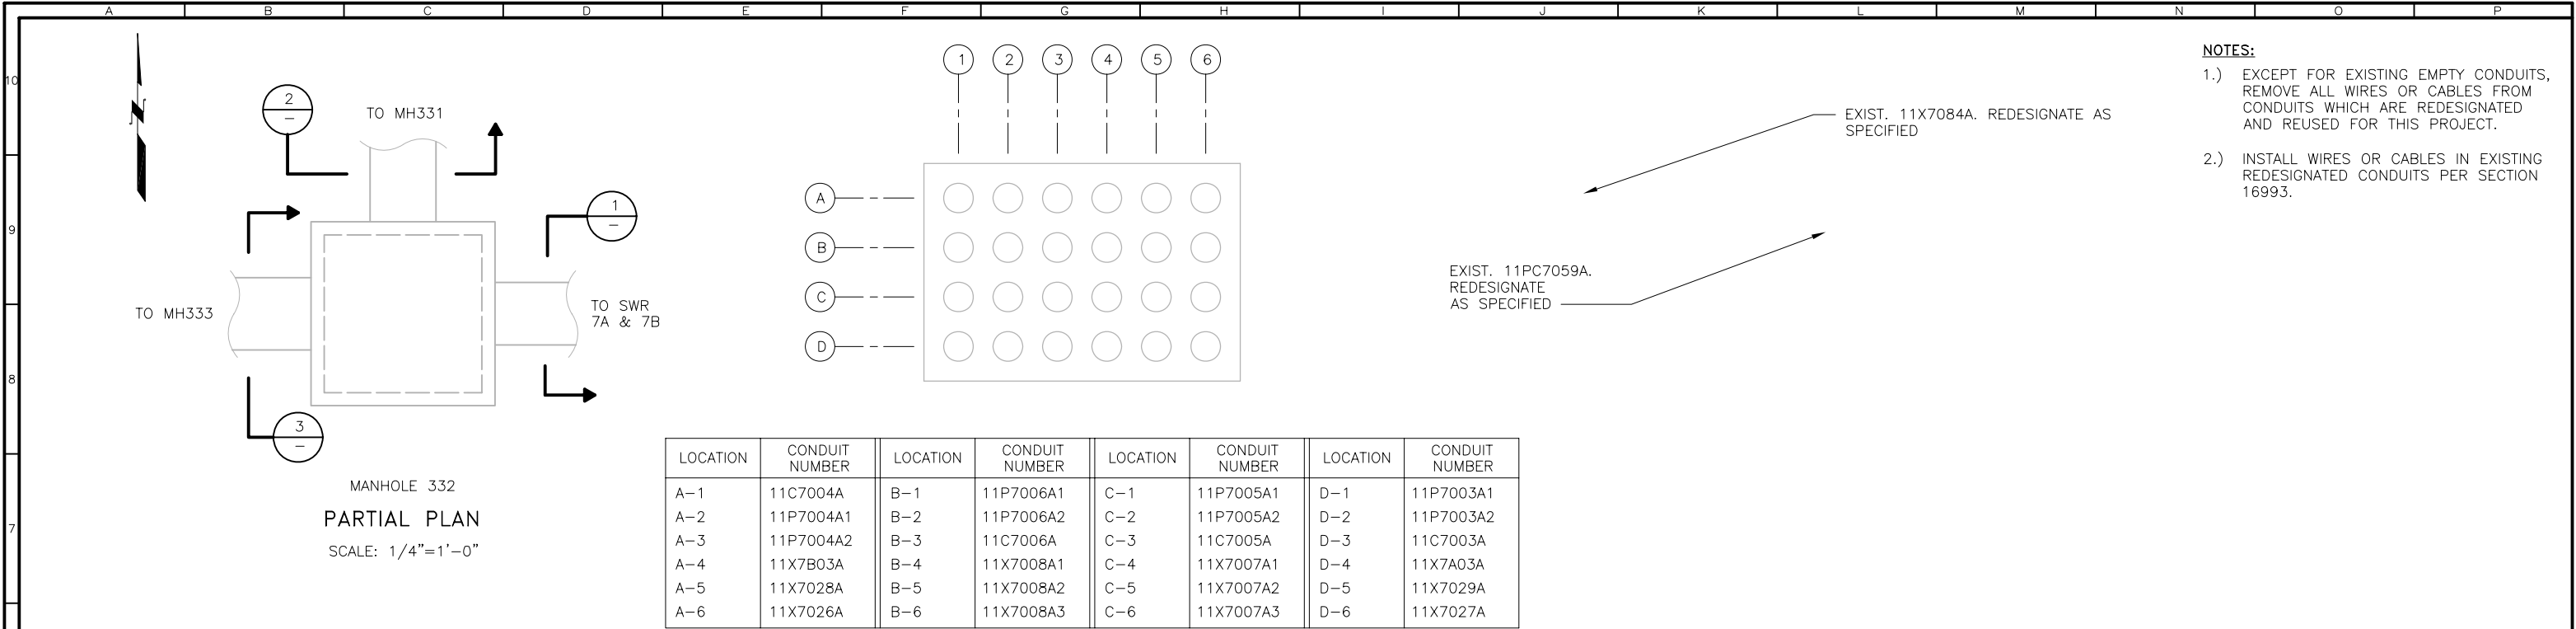 A B C D E F G H I J K L M N O P
10
9
8
7
2
–
TO MH331
1
–
TO MH333
TO SWR
7A & 7B
3
–
MANHOLE 332
PARTIAL PLAN
SCALE: 1/4"=1'-0"
1 2 3 4 5 6
A
B
C
D
EXIST. 11X7084A. REDESIGNATE AS
SPECIFIED
EXIST. 11PC7059A.
REDESIGNATE
AS SPECIFIED
NOTES:
1.) EXCEPT FOR EXISTING EMPTY CONDUITS,
REMOVE ALL WIRES OR CABLES FROM
CONDUITS WHICH ARE REDESIGNATED
AND REUSED FOR THIS PROJECT.
2.) INSTALL WIRES OR CABLES IN EXISTING
REDESIGNATED CONDUITS PER SECTION
16993.
LOCATION CONDUIT NUMBER LOCATION CONDUIT NUMBER LOCATION CONDUIT NUMBER LOCATION CONDUIT NUMBER
A-1 11C7004A B-1 11P7006A1 C-1 11P7005A1 D-1 11P7003A1
A-2 11P7004A1 B-2 11P7006A2 C-2 11P7005A2 D-2 11P7003A2
A-3 11P7004A2 B-3 11C7006A C-3 11C7005A D-3 11C7003A
A-4 11X7B03A B-4 11X7008A1 C-4 11X7007A1 D-4 11X7A03A
A-5 11X7028A B-5 11X7008A2 C-5 11X7007A2 D-5 11X7029A
A-6 11X7026A B-6 11X7008A3 C-6 11X7007A3 D-6 11X7027A